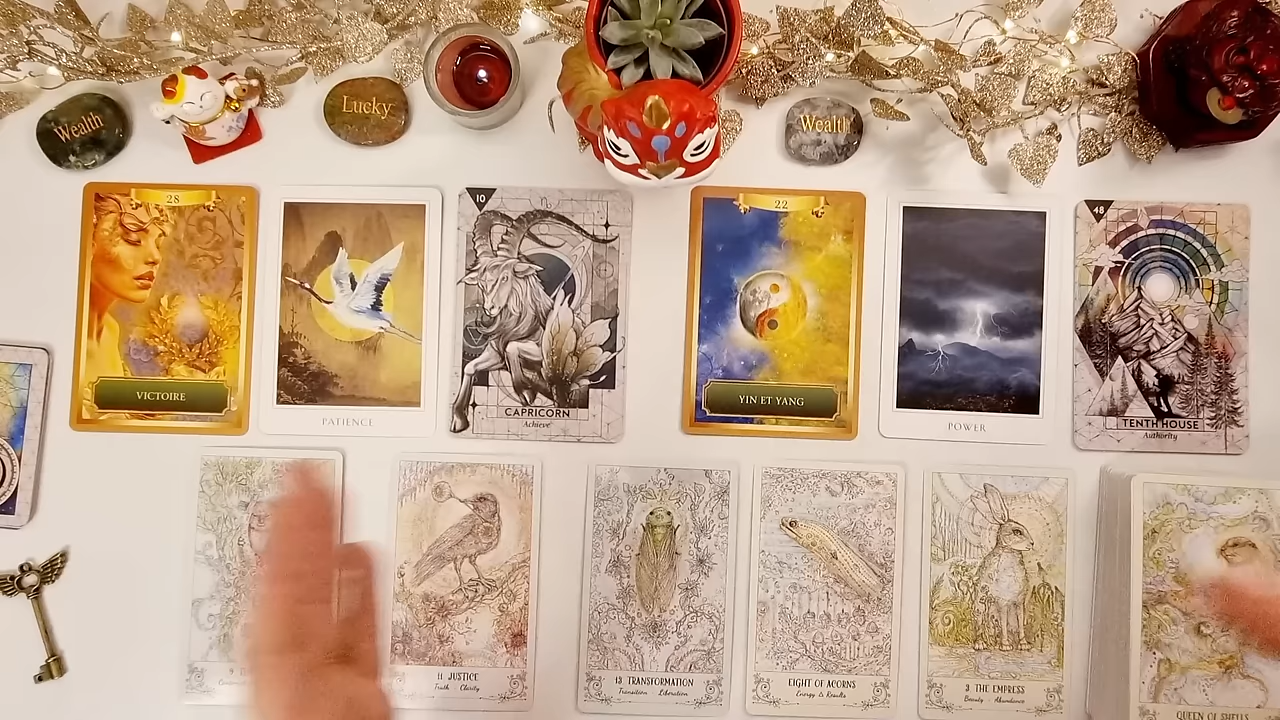 Wealth
Lucky
Wealth
28
VICTOIRE
PATIENCE
10
CAPRICORN
Achieve
22
YIN ET YANG
POWER
48
TENTH HOUSE
Authority
11 JUSTICE
Truth · Clarity
13 TRANSFORMATION
Transition · Liberation
EIGHT OF ACORNS
Energy & Results
3 THE EMPRESS
Beauty · Abundance
QUEEN OF SHELLS